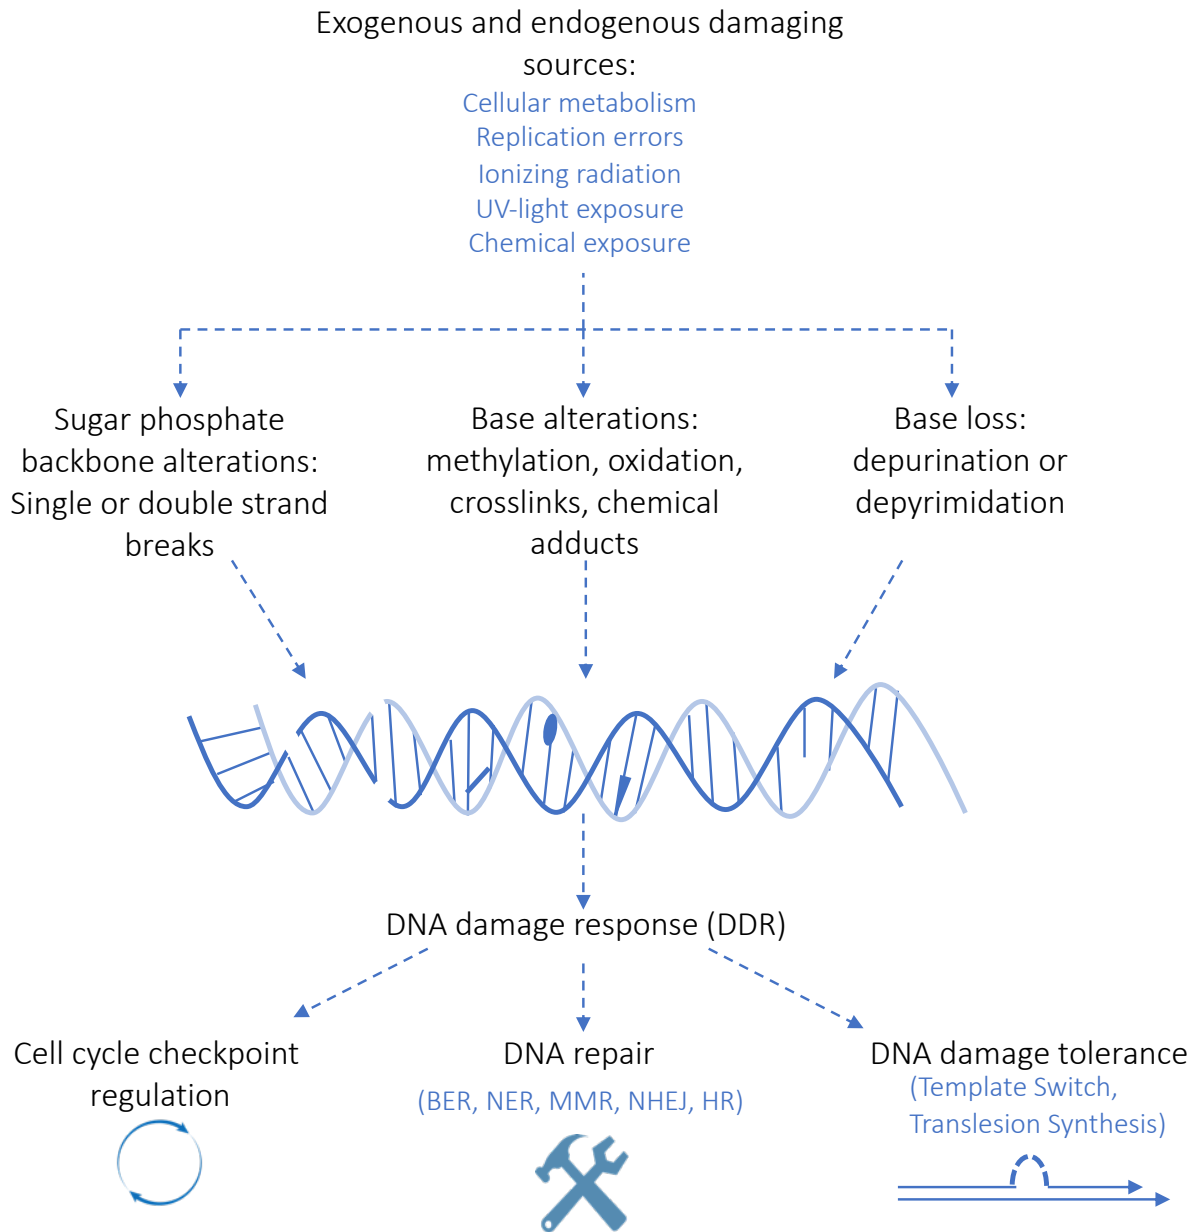 Exogenous and endogenous damaging
sources:
Cellular metabolism
Replication errors
Ionizing radiation
UV-light exposure
Chemical exposure
Sugar phosphate
backbone alterations:
Single or double strand
breaks
Base alterations:
methylation, oxidation,
crosslinks, chemical
adducts
Base loss:
depurination or
depyrimidation
DNA damage response (DDR)
Cell cycle checkpoint
regulation
DNA repair
(BER, NER, MMR, NHEJ, HR)
DNA damage tolerance
(Template Switch,
Translesion Synthesis)